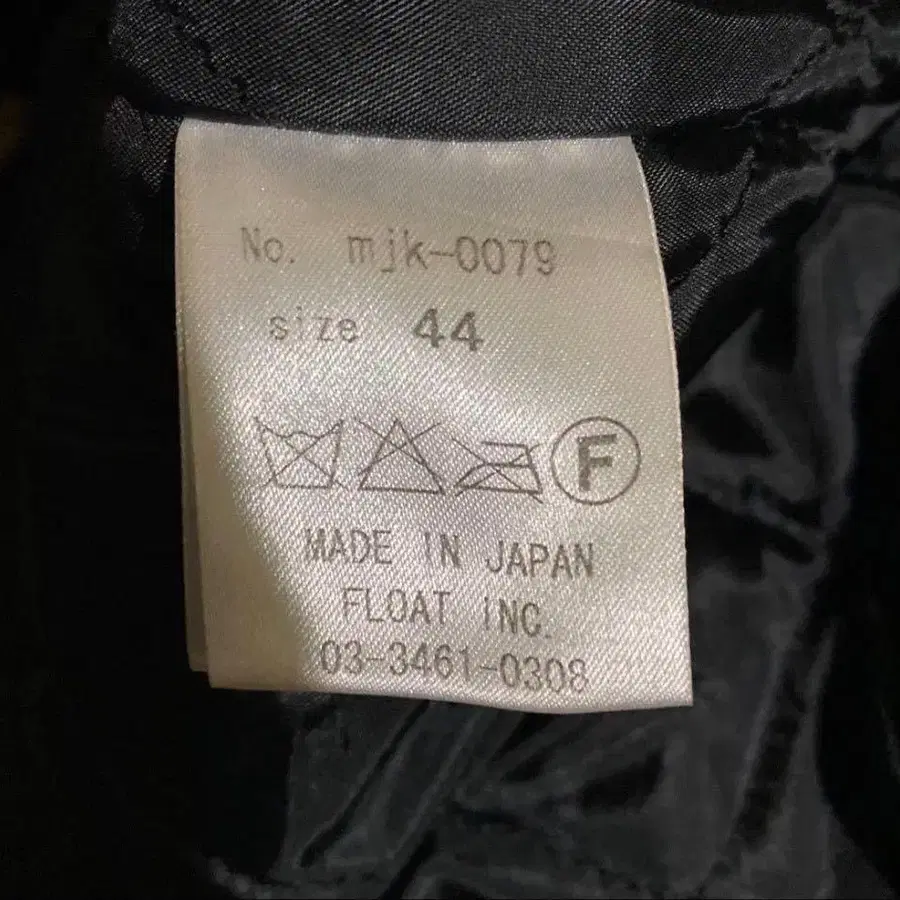 No. mjk-0079
size 44
F
MADE IN JAPAN
FLOAT INC.
03-3461-0308